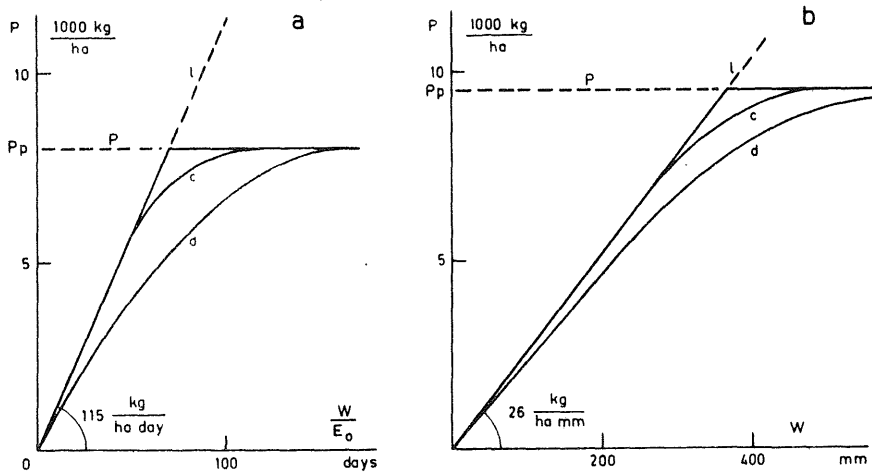 a
P 1000 kg
ha
10
l
Pp
P
c
5
d
115 kg
ha day
W
E₀
0
100
days
b
P 1000 kg
ha
10
l
Pp
P
c
d
5
26 kg
ha mm
W
200
400
mm